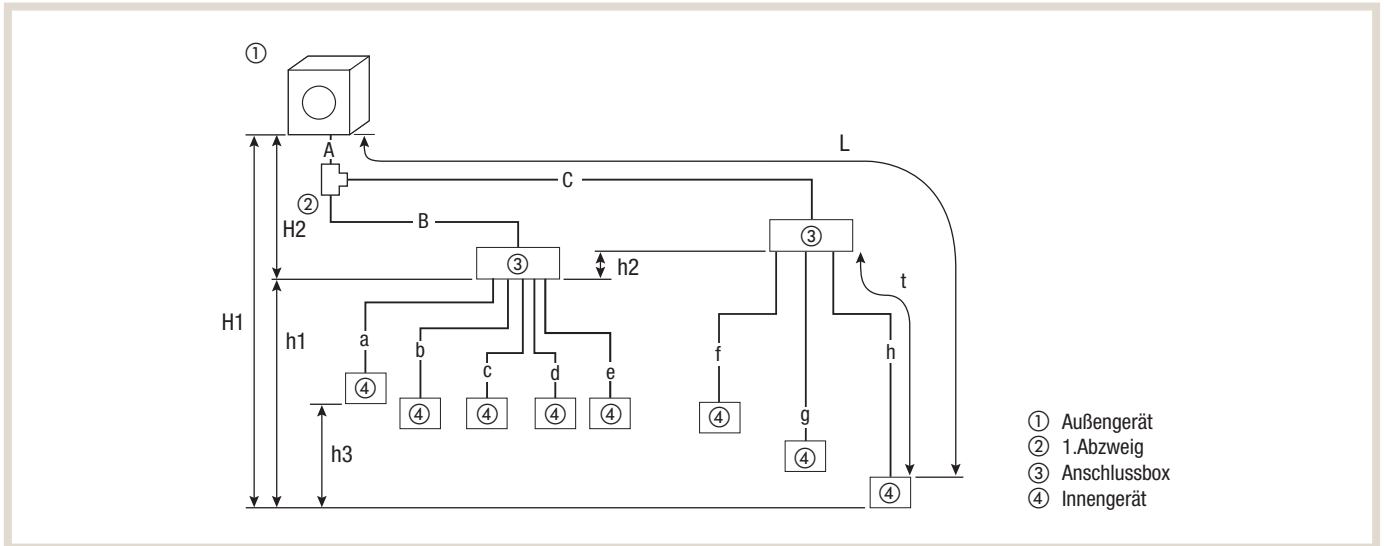 ①
A
L
C
②
B
H2
③
③
h2
t
H1
h1
a
b
c
d
e
f
g
h
④
④
④
④
④
④
④
④
h3
① Außengerät
② 1.Abzweig
③ Anschlussbox
④ Innengerät